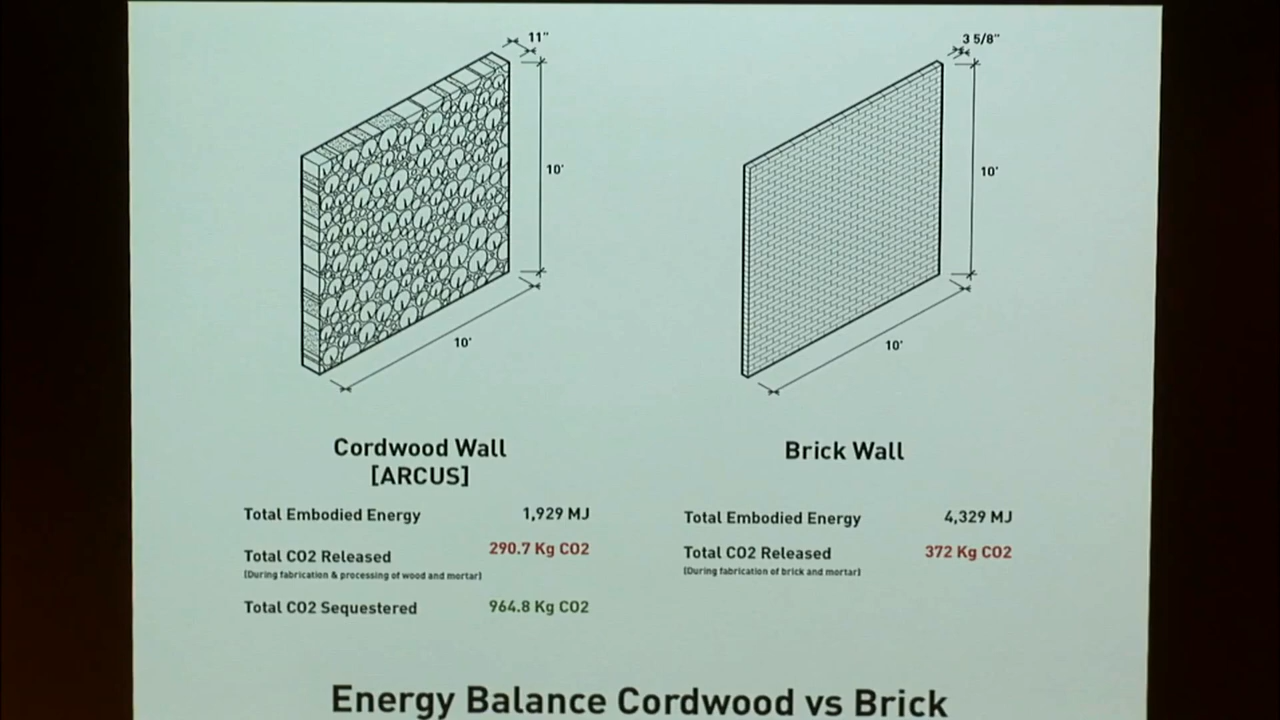 11"
10'
10'
3 5/8"
10'
10'
Cordwood Wall
[ARCUS]
Total Embodied Energy 1,929 MJ
Total CO2 Released 290.7 Kg CO2
[During fabrication & processing of wood and mortar]
Total CO2 Sequestered 964.8 Kg CO2
Brick Wall
Total Embodied Energy 4,329 MJ
Total CO2 Released 372 Kg CO2
[During fabrication of brick and mortar]
Energy Balance Cordwood vs Brick